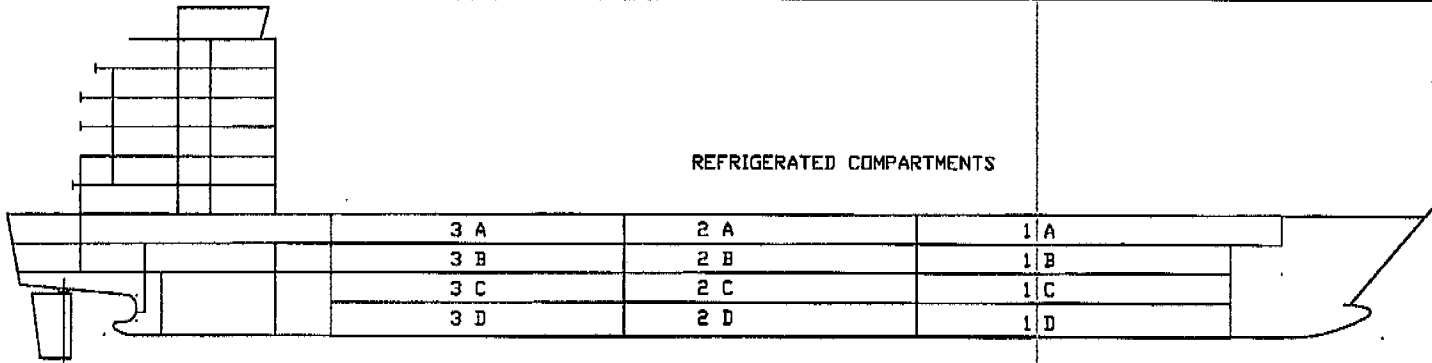 REFRIGERATED COMPARTMENTS
3 A 2 A 1 A
3 B 2 B 1 B
3 C 2 C 1 C
3 D 2 D 1 D